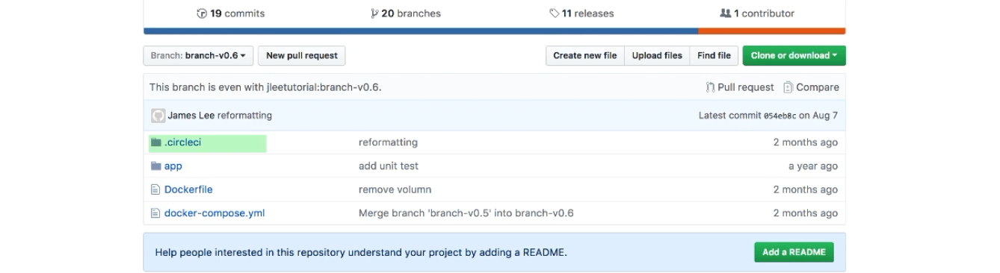 19 commits 20 branches 11 releases 1 contributor
Branch: branch-v0.6 New pull request Create new file Upload files Find file Clone or download
This branch is even with jleetutorial:branch-v0.6. Pull request Compare
James Lee reformatting Latest commit 054eb8c on Aug 7
.circleci reformatting 2 months ago
app add unit test a year ago
Dockerfile remove volumn 2 months ago
docker-compose.yml Merge branch 'branch-v0.5' into branch-v0.6 2 months ago
Help people interested in this repository understand your project by adding a README. Add a README